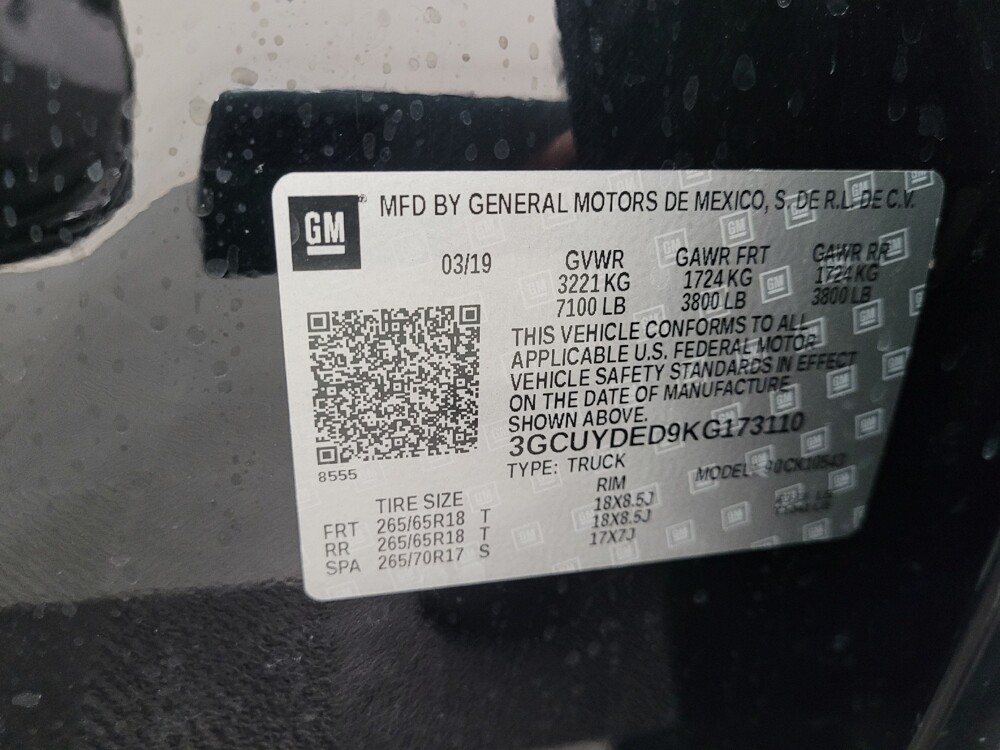 GM MFD BY GENERAL MOTORS DE MEXICO, S. DE R.L. DE C.V.
03/19 GVWR GAWR FRT GAWR RR
3221 KG 1724 KG 1724 KG
7100 LB 3800 LB 3800 LB
THIS VEHICLE CONFORMS TO ALL
APPLICABLE U.S. FEDERAL MOTOR
VEHICLE SAFETY STANDARDS IN EFFECT
ON THE DATE OF MANUFACTURE
SHOWN ABOVE.
3GCUYDED9KG173110
8555 TYPE: TRUCK MODEL:
TIRE SIZE RIM
FRT 265/65R18 T 18X8.5J
RR 265/65R18 T 18X8.5J
SPA 265/70R17 S 17X7J